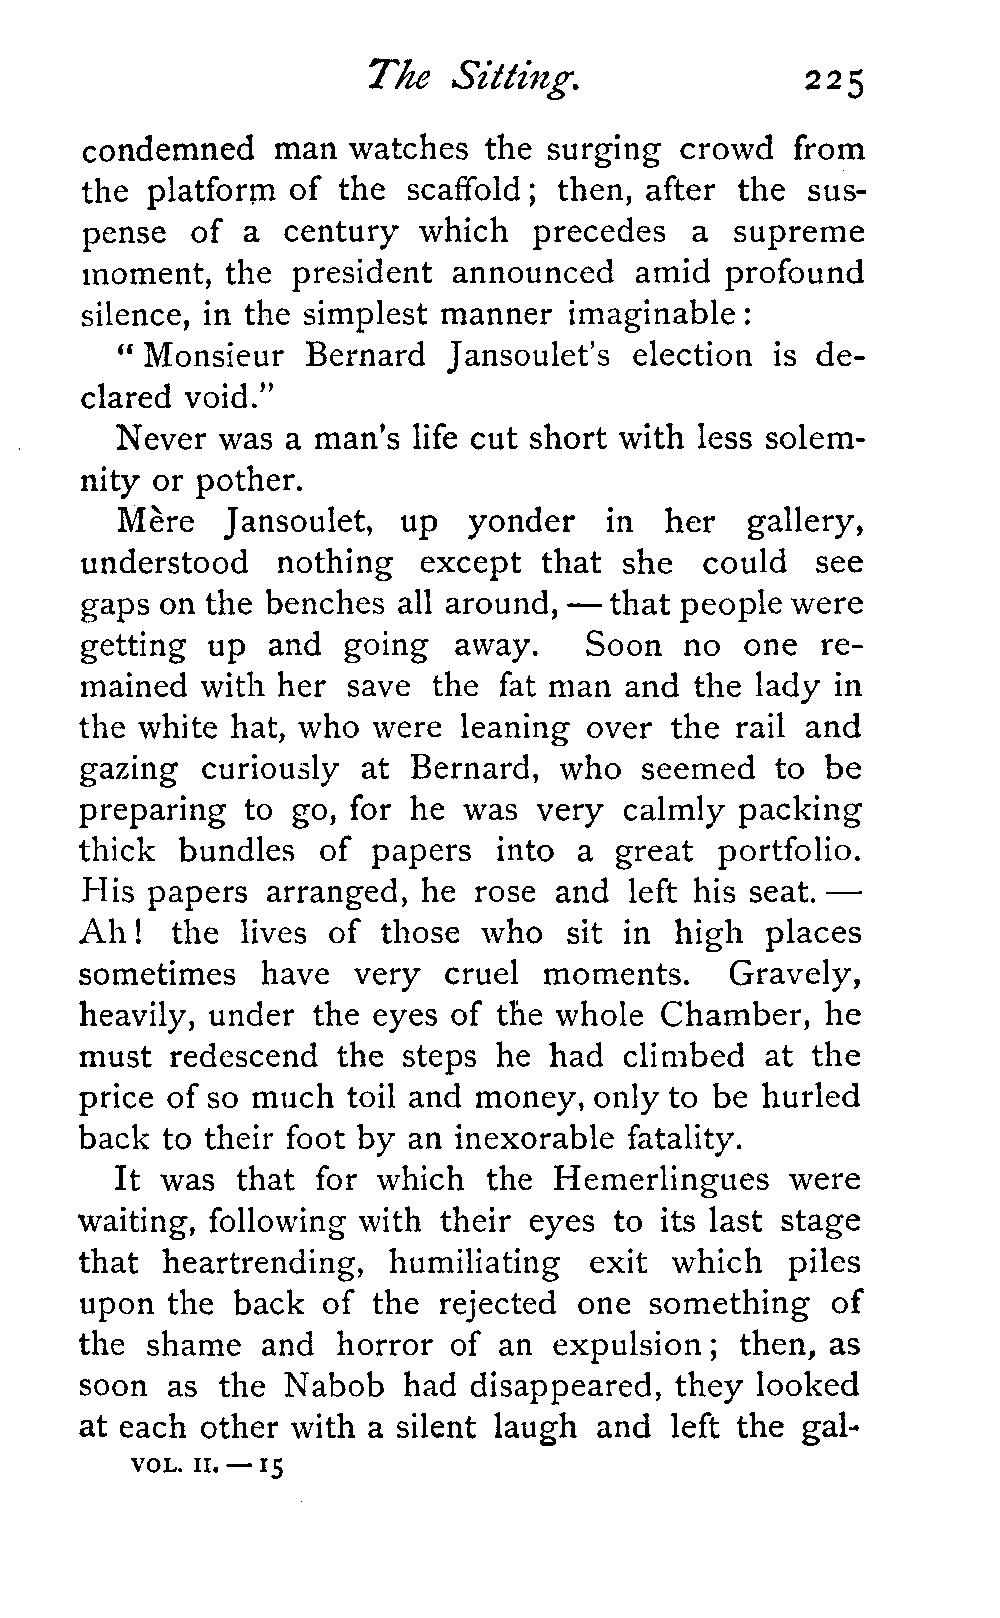 The Sitting. 225
condemned man watches the surging crowd from
the platform of the scaffold; then, after the sus-
pense of a century which precedes a supreme
moment, the president announced amid profound
silence, in the simplest manner imaginable:
"Monsieur Bernard Jansoulet's election is de-
clared void."
Never was a man's life cut short with less solem-
nity or pother.
Mère Jansoulet, up yonder in her gallery,
understood nothing except that she could see
gaps on the benches all around, — that people were
getting up and going away. Soon no one re-
mained with her save the fat man and the lady in
the white hat, who were leaning over the rail and
gazing curiously at Bernard, who seemed to be
preparing to go, for he was very calmly packing
thick bundles of papers into a great portfolio.
His papers arranged, he rose and left his seat. —
Ah! the lives of those who sit in high places
sometimes have very cruel moments. Gravely,
heavily, under the eyes of the whole Chamber, he
must redescend the steps he had climbed at the
price of so much toil and money, only to be hurled
back to their foot by an inexorable fatality.
It was that for which the Hemerlingues were
waiting, following with their eyes to its last stage
that heartrending, humiliating exit which piles
upon the back of the rejected one something of
the shame and horror of an expulsion; then, as
soon as the Nabob had disappeared, they looked
at each other with a silent laugh and left the gal-
VOL. II. — 15